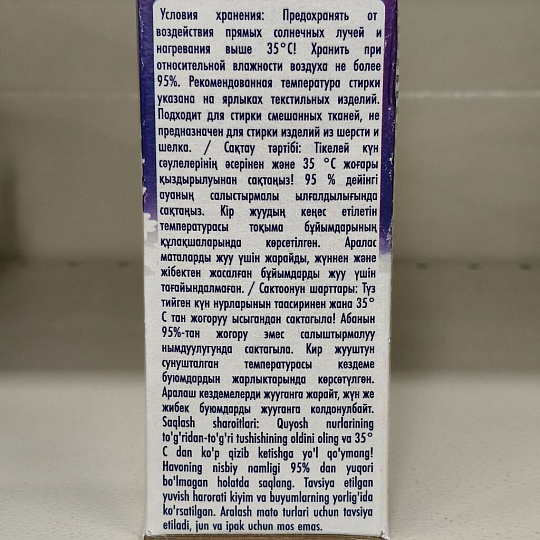 Условия хранения: Предохранять от
воздействия прямых солнечных лучей и
нагревания выше 35°C! Хранить при
относительной влажности воздуха не более
95%. Рекомендованная температура стирки
указана на ярлыках текстильных изделий.
Подходит для стирки смешанных тканей, не
предназначен для стирки изделий из шерсти и
шелка. / Сақтау тәртібі: Тікелей күн
сәулелерінің әсерінен және 35 °C жоғары
қыздырылуынан сақтаңыз! 95 % дейінгі
ауаның салыстырмалы ылғалдылығында
сақтаңыз. Кір жуудың кеңес етілетін
температурасы тоқыма бұйымдарының
құлақшаларында көрсетілген. Аралас
маталарды жуу үшін жарайды, жүннен және
жібектен жасалған бұйымдарды жуу үшін
тағайындалмаған. / Сактоонун шарттары: Түз
тийген күн нурларынын таасиринен жана 35°
C тан жогоруу ысыгандан сактагыла! Абанын
95%-тан жогору эмес салыштырмалуу
нымдуулугунда сактагыла. Кир жууштун
сунушталган температурасы кездеме
буюмдардын жарлыктарында көрсөтүлгөн.
Аралаш кездемелерди жууганга жарайт, жүн же
жибек буюмдарды жууганга колдонулбайт.
Saqlash sharoitlari: Quyosh nurlarining
to'g'ridan-to'g'ri tushishining oldini oling va 35°
C dan ko'p qizib ketishga yo'l qo'ymang!
Havoning nisbiy namligi 95% dan yuqori
bo'lmagan holatda saqlang. Tavsiya etilgan
yuvish harorati kiyim va buyumlarning yorlig'ida
ko'rsatilgan. Aralash mato turlari uchun tavsiya
etiladi, jun va ipak uchun mos emas.